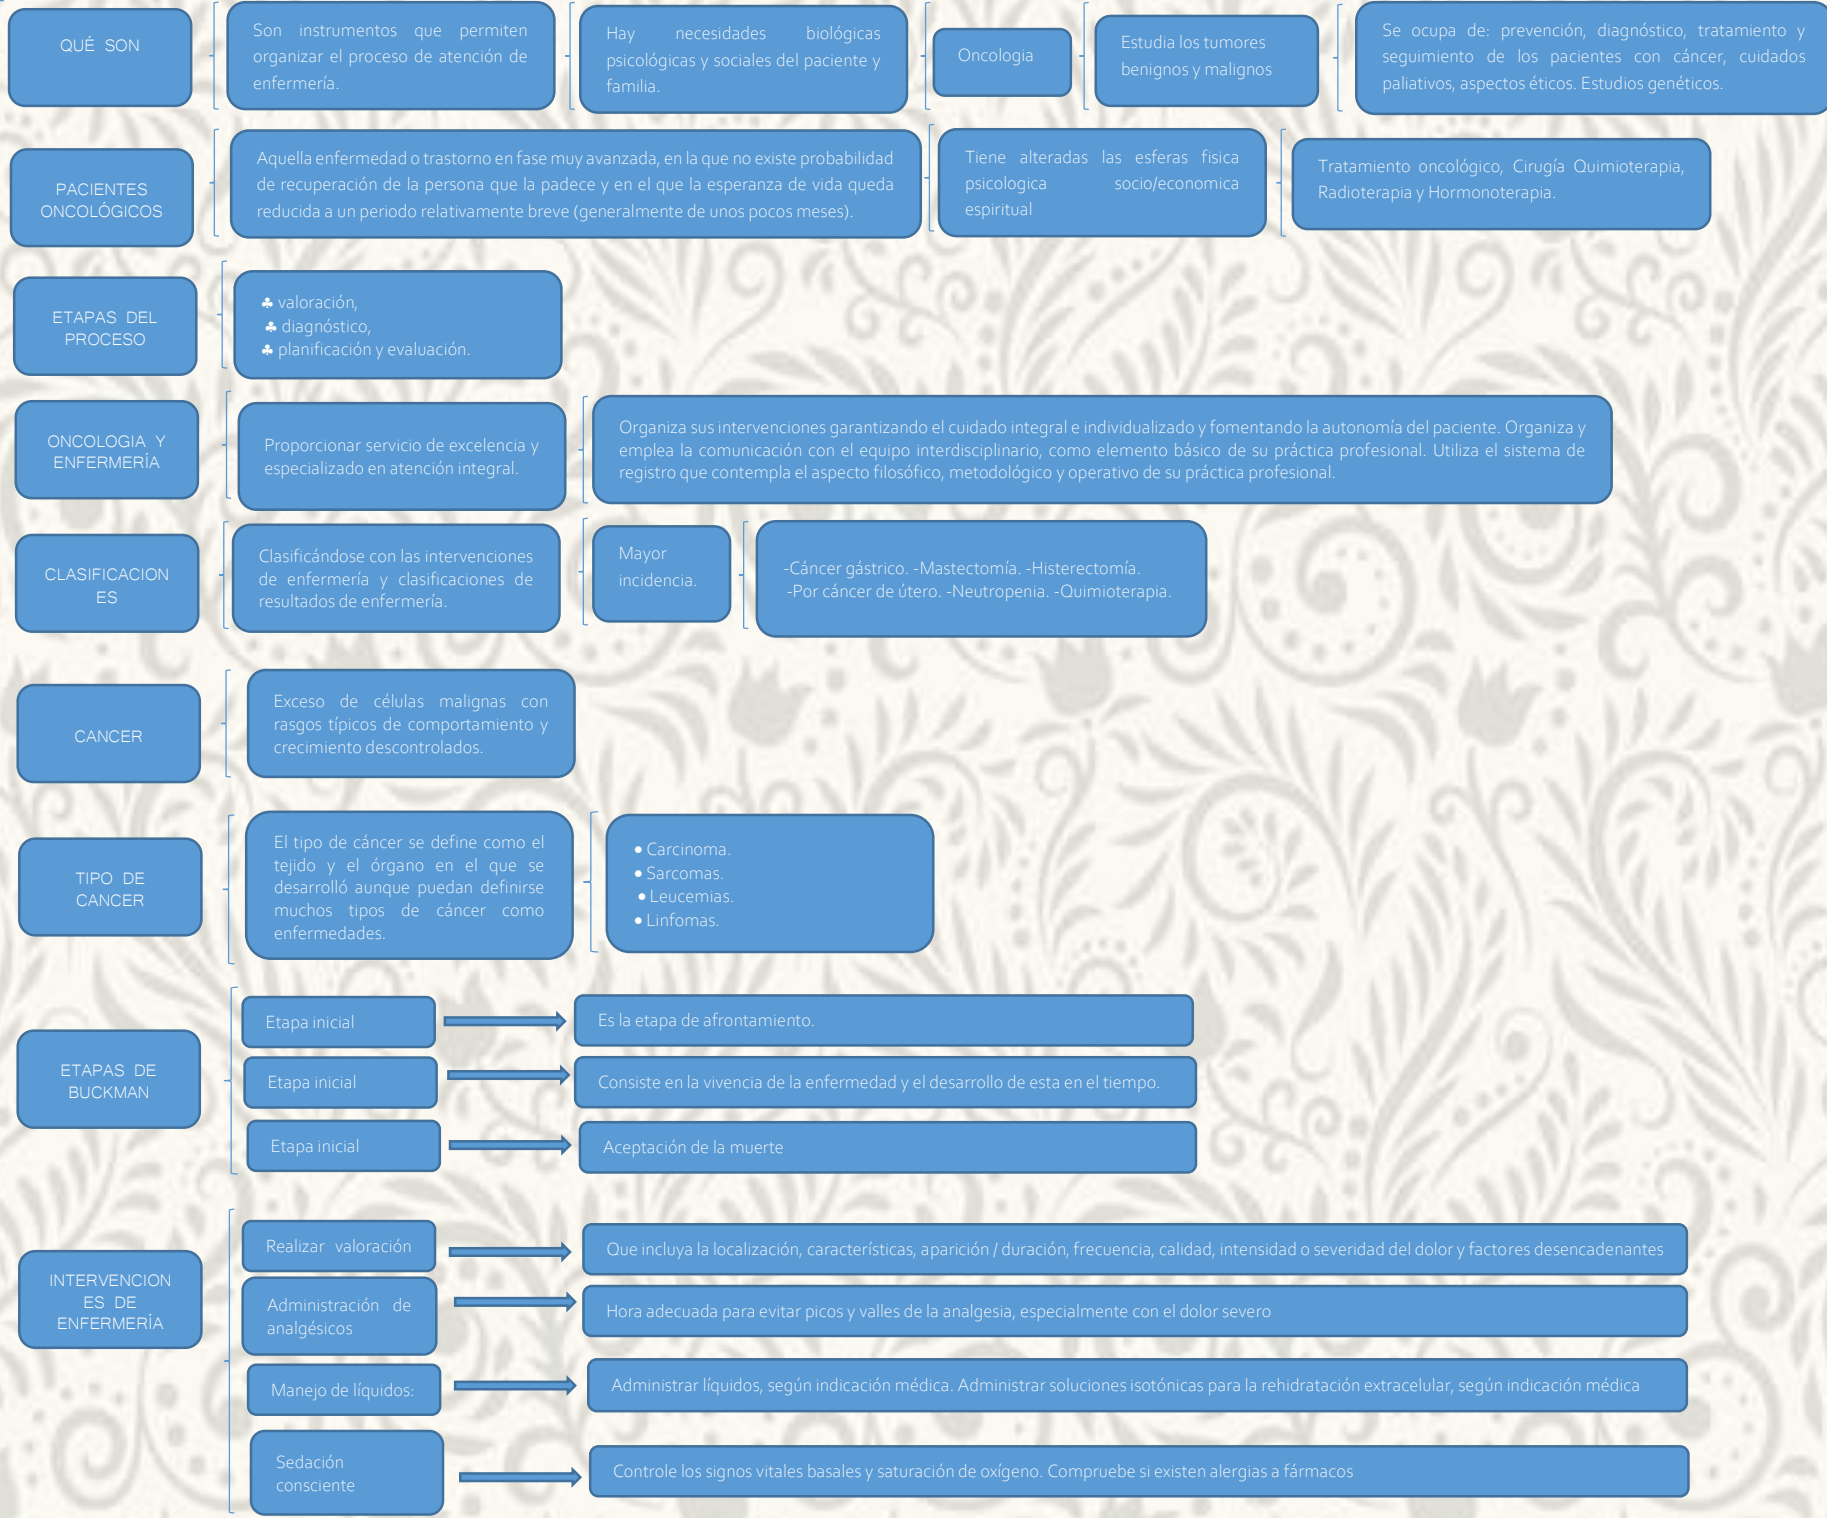 QUÉ SON
Son instrumentos que permiten
organizar el proceso de atención de
enfermería.
Hay necesidades biológicas
psicológicas y sociales del paciente y
familia.
Oncologia
Estudia los tumores
benignos y malignos
Se ocupa de: prevención, diagnóstico, tratamiento y
seguimiento de los pacientes con cáncer, cuidados
paliativos, aspectos éticos. Estudios genéticos.
PACIENTES
ONCOLÓGICOS
Aquella enfermedad o trastorno en fase muy avanzada, en la que no existe probabilidad
de recuperación de la persona que la padece y en el que la esperanza de vida queda
reducida a un periodo relativamente breve (generalmente de unos pocos meses).
Tiene alteradas las esferas fisica
psicologica socio/economica
espiritual
Tratamiento oncológico, Cirugía Quimioterapia,
Radioterapia y Hormonoterapia.
ETAPAS DEL
PROCESO
♣ valoración,
♣ diagnóstico,
♣ planificación y evaluación.
ONCOLOGIA Y
ENFERMERÍA
Proporcionar servicio de excelencia y
especializado en atención integral.
Organiza sus intervenciones garantizando el cuidado integral e individualizado y fomentando la autonomía del paciente. Organiza y
emplea la comunicación con el equipo interdisciplinario, como elemento básico de su práctica profesional. Utiliza el sistema de
registro que contempla el aspecto filosófico, metodológico y operativo de su práctica profesional.
CLASIFICACION
ES
Clasificándose con las intervenciones
de enfermería y clasificaciones de
resultados de enfermería.
Mayor
incidencia.
-Cáncer gástrico. -Mastectomía. -Histerectomía.
-Por cáncer de útero. -Neutropenia. -Quimioterapia.
CANCER
Exceso de células malignas con
rasgos típicos de comportamiento y
crecimiento descontrolados.
TIPO DE
CANCER
El tipo de cáncer se define como el
tejido y el órgano en el que se
desarrolló aunque puedan definirse
muchos tipos de cáncer como
enfermedades.
• Carcinoma.
• Sarcomas.
• Leucemias.
• Linfomas.
ETAPAS DE
BUCKMAN
Etapa inicial
Es la etapa de afrontamiento.
Etapa inicial
Consiste en la vivencia de la enfermedad y el desarrollo de esta en el tiempo.
Etapa inicial
Aceptación de la muerte
INTERVENCION
ES DE
ENFERMERÍA
Realizar valoración
Que incluya la localización, características, aparición / duración, frecuencia, calidad, intensidad o severidad del dolor y factores desencadenantes
Administración de
analgésicos
Hora adecuada para evitar picos y valles de la analgesia, especialmente con el dolor severo
Manejo de líquidos:
Administrar líquidos, según indicación médica. Administrar soluciones isotónicas para la rehidratación extracelular, según indicación médica
Sedación
consciente
Controle los signos vitales basales y saturación de oxígeno. Compruebe si existen alergias a fármacos